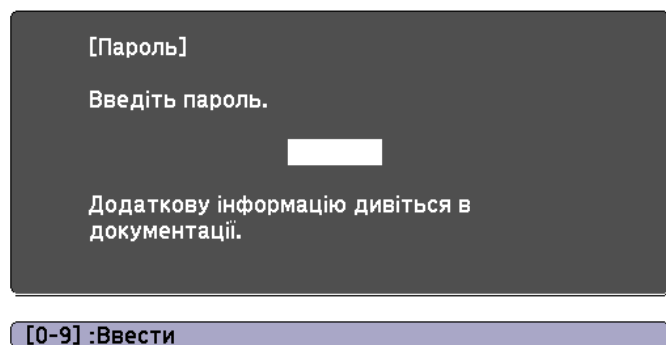 [Пароль]
Введіть пароль.
Додаткову інформацію дивіться в
документації.
[0-9] :Ввести